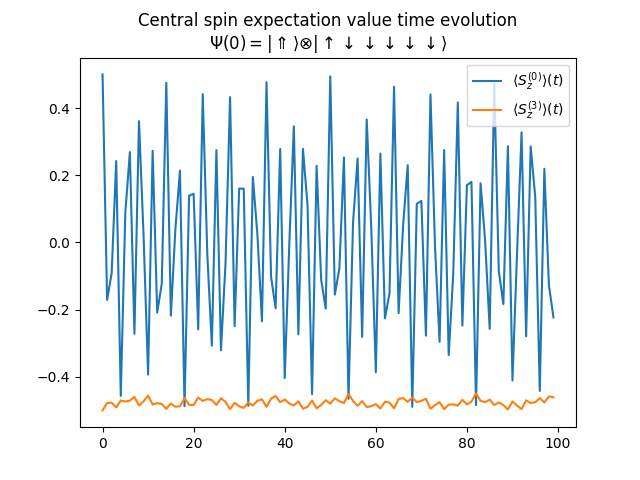 Central spin expectation value time evolution
Ψ(0) = |⇑⟩⊗|↑↓↓↓↓↓⟩
⟨S_z^{(0)}⟩(t)
⟨S_z^{(3)}⟩(t)
0.4
0.2
0.0
−0.2
−0.4
0 20 40 60 80 100